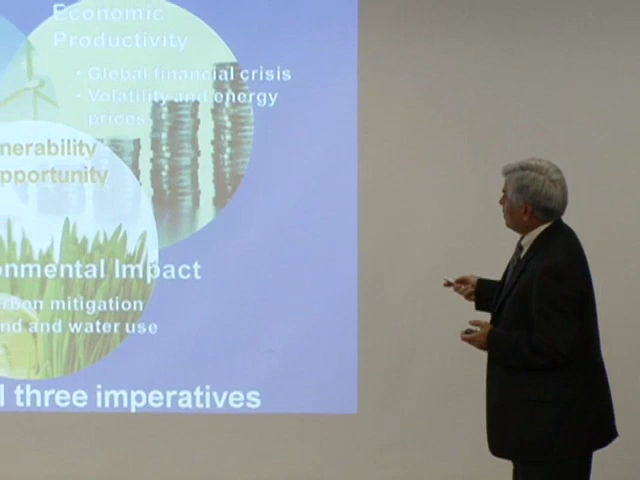 Economic
Productivity
• Global financial crisis
• Volatility and energy
prices
nerability
pportunity
onmental Impact
rbon mitigation
nd and water use
l three imperatives